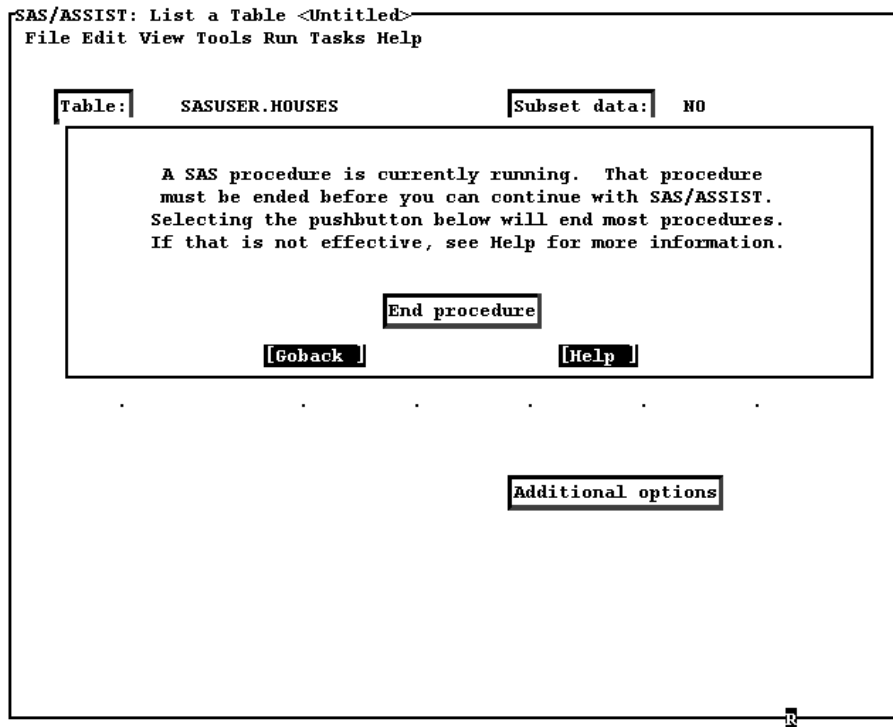 SAS/ASSIST: List a Table <Untitled>
File Edit View Tools Run Tasks Help
Table: SASUSER.HOUSES Subset data: NO
A SAS procedure is currently running. That procedure
must be ended before you can continue with SAS/ASSIST.
Selecting the pushbutton below will end most procedures.
If that is not effective, see Help for more information.
End procedure
[Goback ] [Help ]
. . . . . .
Additional options
R